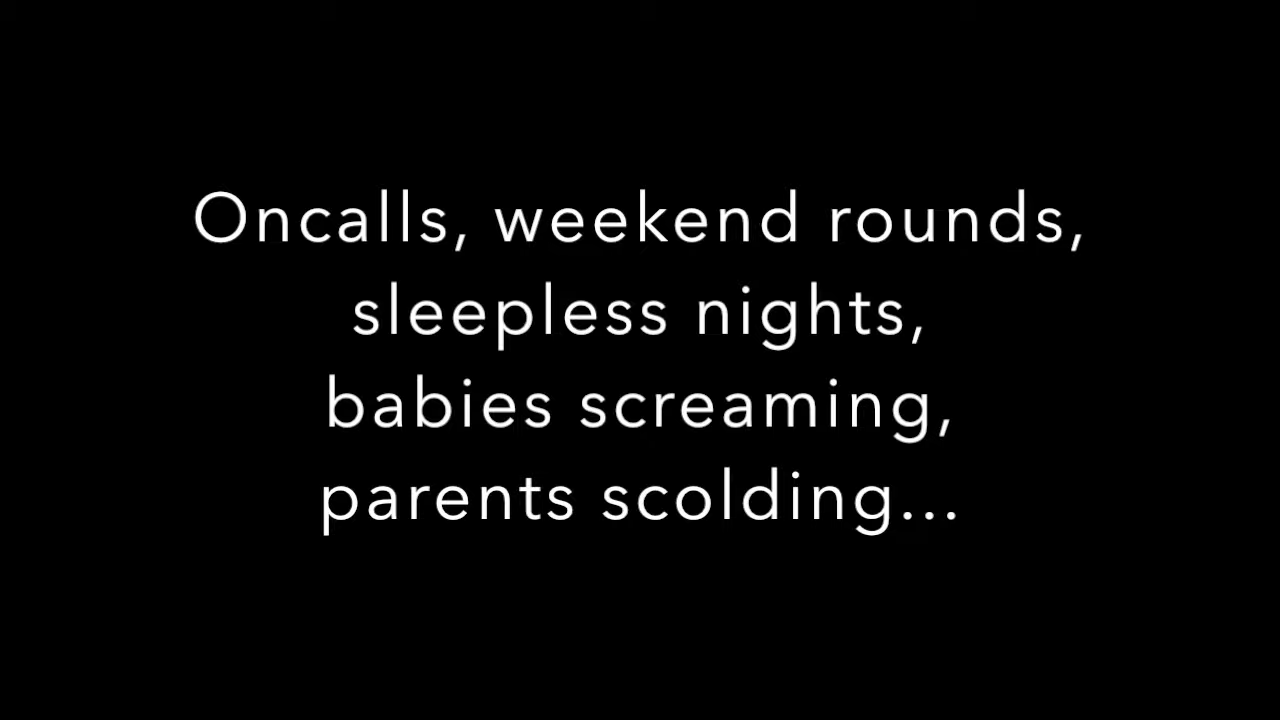 Oncalls, weekend rounds,
sleepless nights,
babies screaming,
parents scolding...